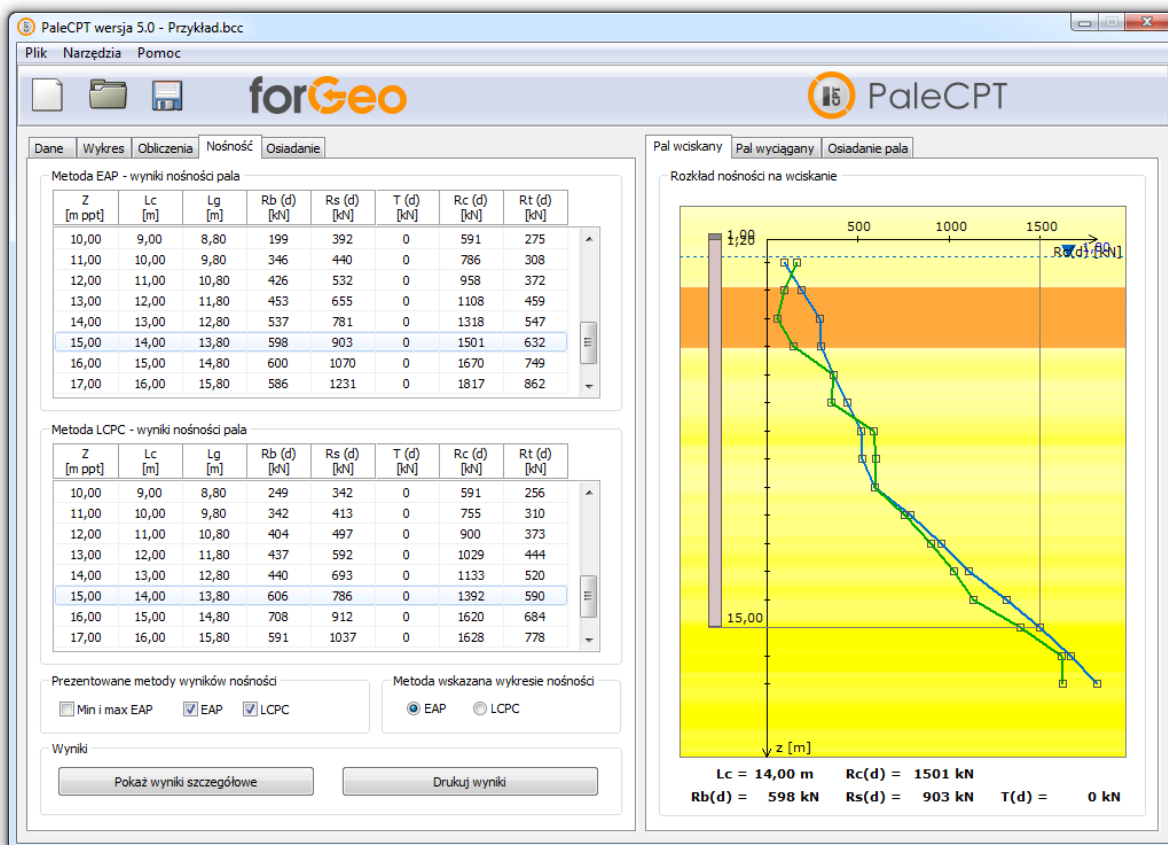 PaleCPT wersja 5.0 - Przykład.bcc
Plik Narzędzia Pomoc
forGeo
CPT PaleCPT
Dane Wykres Obliczenia Nośność Osiadanie
Metoda EAP - wyniki nośności pala
Z [m ppt] Lc [m] Lg [m] Rb (d) [kN] Rs (d) [kN] T (d) [kN] Rc (d) [kN] Rt (d) [kN]
10,00 9,00 8,80 199 392 0 591 275
11,00 10,00 9,80 346 440 0 786 308
12,00 11,00 10,80 426 532 0 958 372
13,00 12,00 11,80 453 655 0 1108 459
14,00 13,00 12,80 537 781 0 1318 547
15,00 14,00 13,80 598 903 0 1501 632
16,00 15,00 14,80 600 1070 0 1670 749
17,00 16,00 15,80 586 1231 0 1817 862
Metoda LCPC - wyniki nośności pala
Z [m ppt] Lc [m] Lg [m] Rb (d) [kN] Rs (d) [kN] T (d) [kN] Rc (d) [kN] Rt (d) [kN]
10,00 9,00 8,80 249 342 0 591 256
11,00 10,00 9,80 342 413 0 755 310
12,00 11,00 10,80 404 497 0 900 373
13,00 12,00 11,80 437 592 0 1029 444
14,00 13,00 12,80 440 693 0 1133 520
15,00 14,00 13,80 606 786 0 1392 590
16,00 15,00 14,80 708 912 0 1620 684
17,00 16,00 15,80 591 1037 0 1628 778
Prezentowane metody wyników nośności
Min i max EAP EAP LCPC
Metoda wskazana wykresie nośności
EAP LCPC
Wyniki
Pokaż wyniki szczegółowe Drukuj wyniki
Pal wciskany Pal wyciągany Osiadanie pala
Rozkład nośności na wciskanie
500 1000 1500
1,00
1,20
Rc(d) [kN]
15,00
z [m]
Lc = 14,00 m Rc(d) = 1501 kN
Rb(d) = 598 kN Rs(d) = 903 kN T(d) = 0 kN